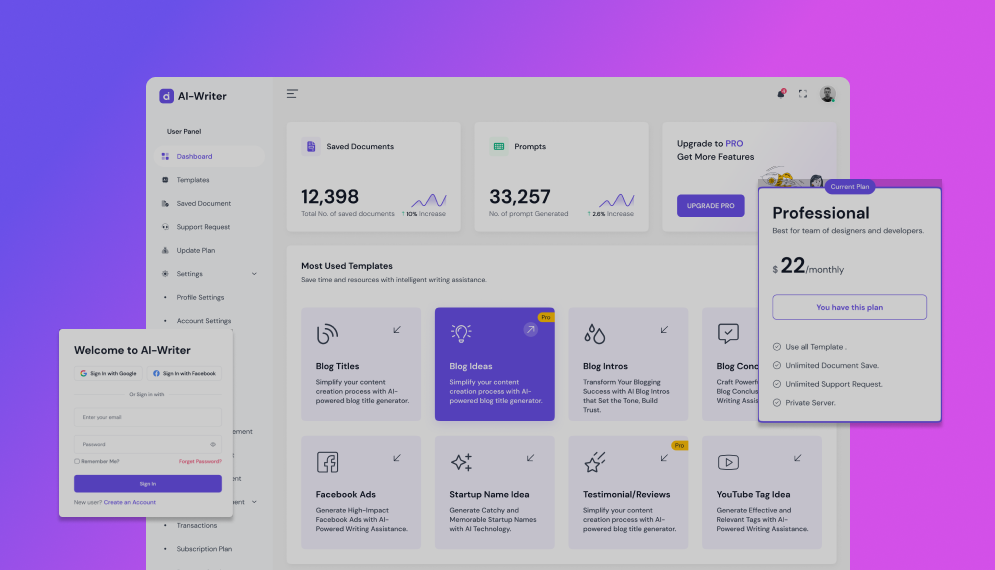 AI-Writer
User Panel
Dashboard
Templates
Saved Document
Support Request
Update Plan
Settings
Profile Settings
Account Settings
ement
ent
ent
Transactions
Subscription Plan
Saved Documents
12,398
Total No. of saved documents
↑ 10% Increase
Prompts
33,257
No. of prompt Generated
↑ 2.6% Increase
Upgrade to PRO
Get More Features
UPGRADE PRO
Most Used Templates
Save time and resources with intelligent writing assistance.
Blog Titles
Simplify your content
creation process with AI-
powered blog title generator.
Pro
Blog Ideas
Simplify your content
creation process with AI-
powered blog title generator.
Blog Intros
Transform Your Blogging
Success with AI Blog Intros
that Set the Tone, Build
Trust.
Blog Conc
Craft Powerf
Blog Conclus
Writing Assis
Facebook Ads
Generate High-Impact
Facebook Ads with AI-
Powered Writing Assistance.
Startup Name Idea
Generate Catchy and
Memorable Startup Names
with AI Technology.
Pro
Testimonial/Reviews
Simplify your content
creation process with AI-
powered blog title generator.
YouTube Tag Idea
Generate Effective and
Relevant Tags with AI-
Powered Writing Assistance.
Current Plan
Professional
Best for team of designers and developers.
$ 22/monthly
You have this plan
Use all Template .
Unlimited Document Save.
Unlimited Support Request.
Private Server.
Welcome to AI-Writer
Sign In with Google
Sign In with Facebook
Or Sign in with
Enter your email
Password
Remember Me?
Forgot Password?
Sign In
New user? Create an Account